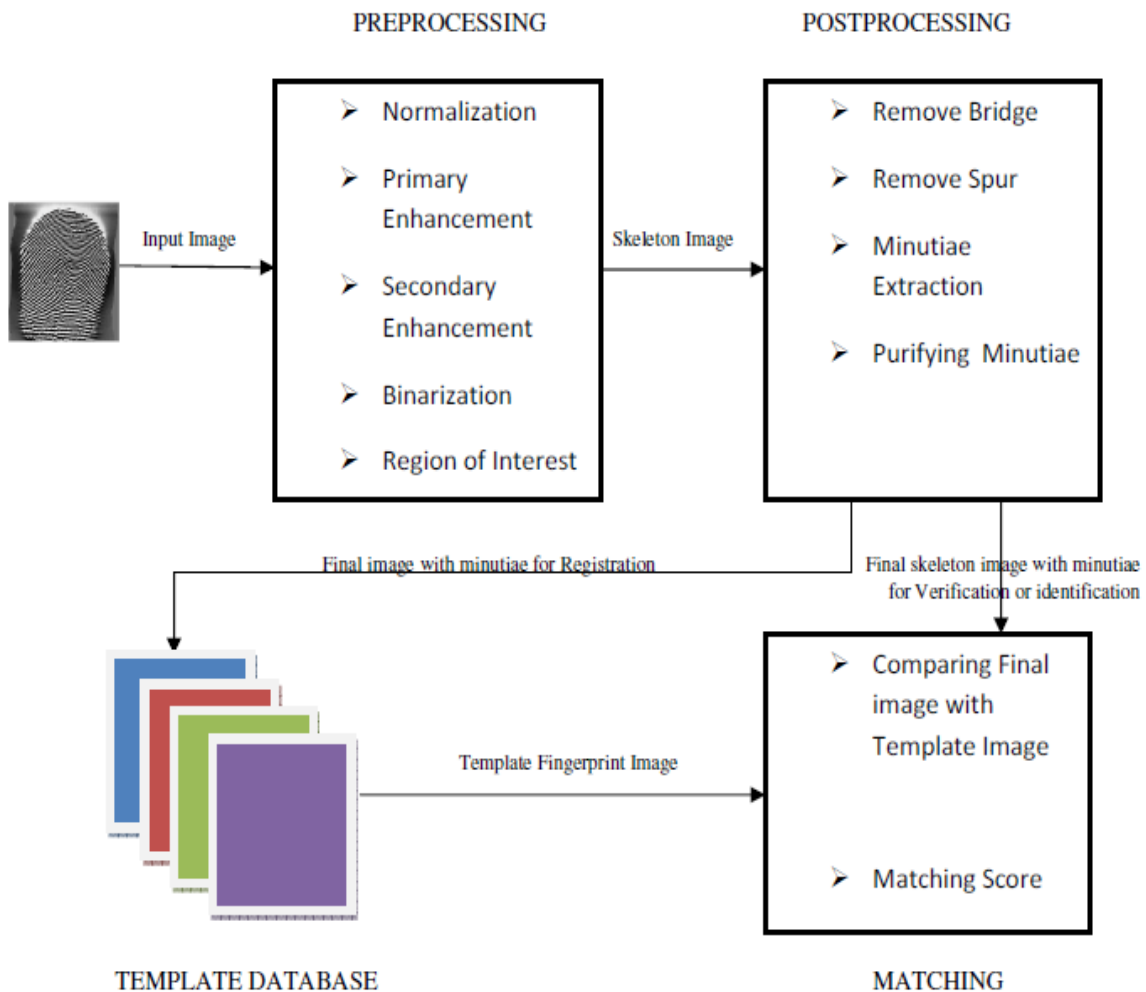 PREPROCESSING
POSTPROCESSING
Input Image
➢ Normalization
➢ Primary
Enhancement
➢ Secondary
Enhancement
➢ Binarization
➢ Region of Interest
Skeleton Image
➢ Remove Bridge
➢ Remove Spur
➢ Minutiae
Extraction
➢ Purifying Minutiae
Final image with minutiae for Registration
Final skeleton image with minutiae
for Verification or identification
Template Fingerprint Image
➢ Comparing Final
image with
Template Image
➢ Matching Score
TEMPLATE DATABASE
MATCHING